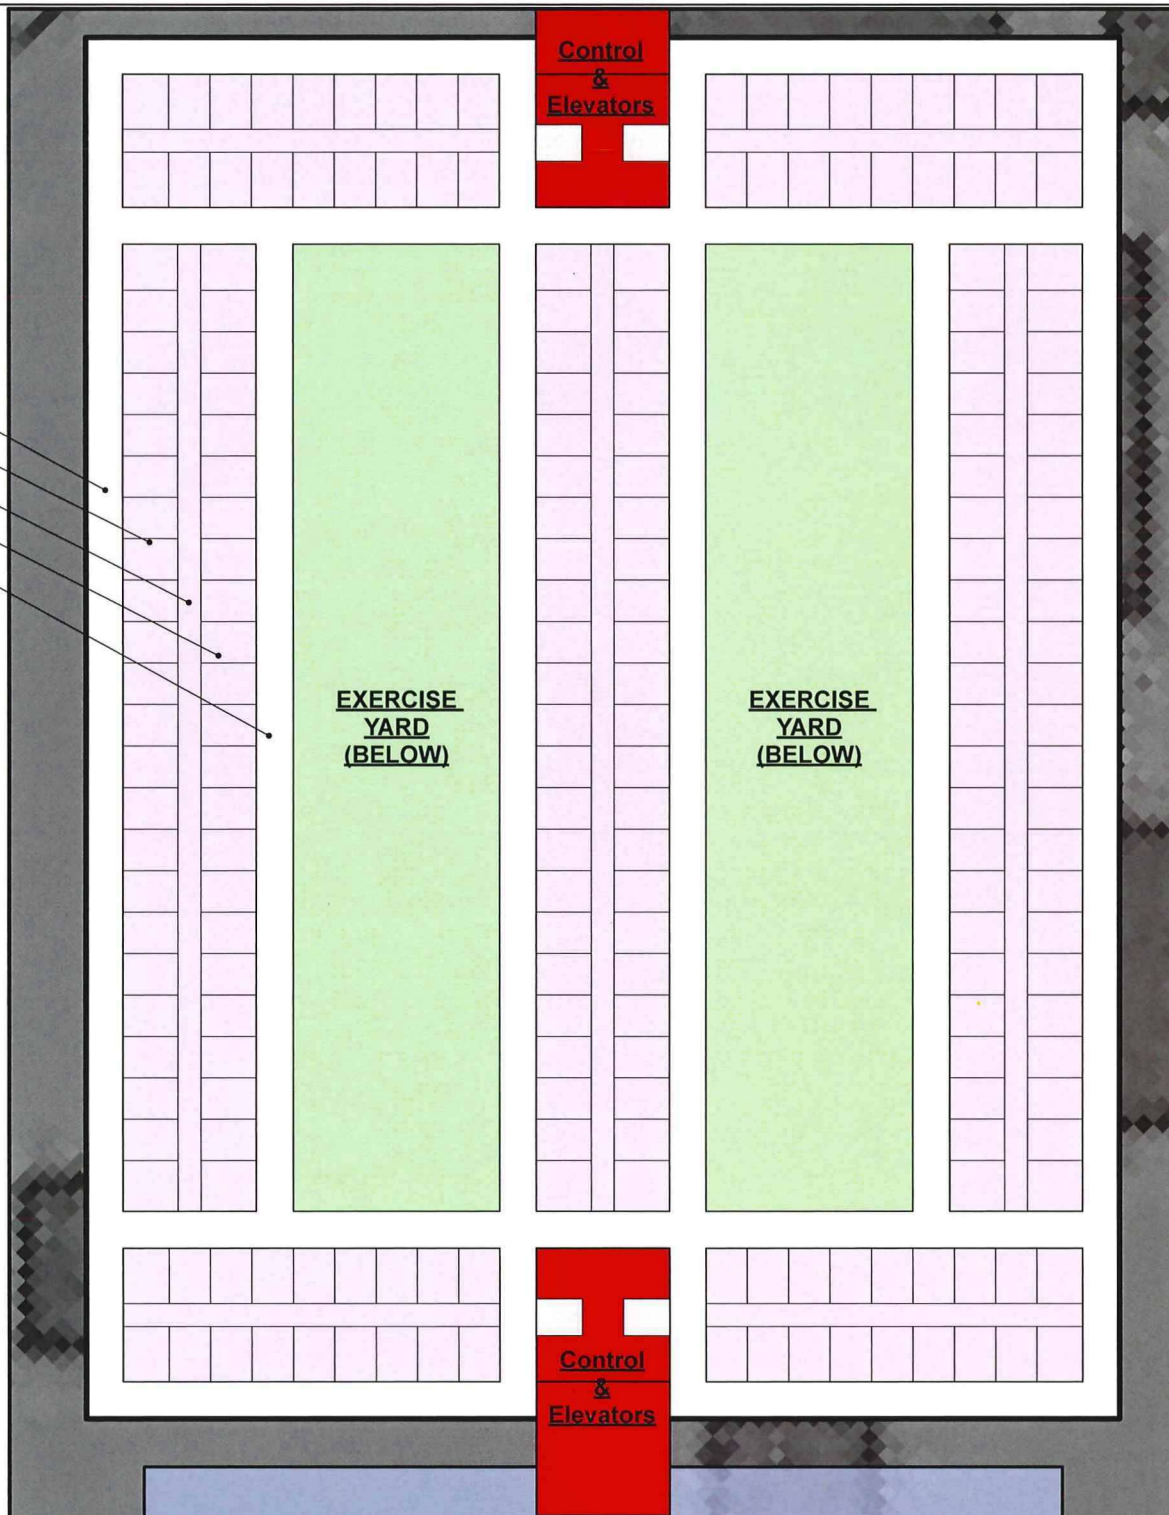 Control
&
Elevators
EXERCISE
YARD
(BELOW)
EXERCISE
YARD
(BELOW)
Control
&
Elevators